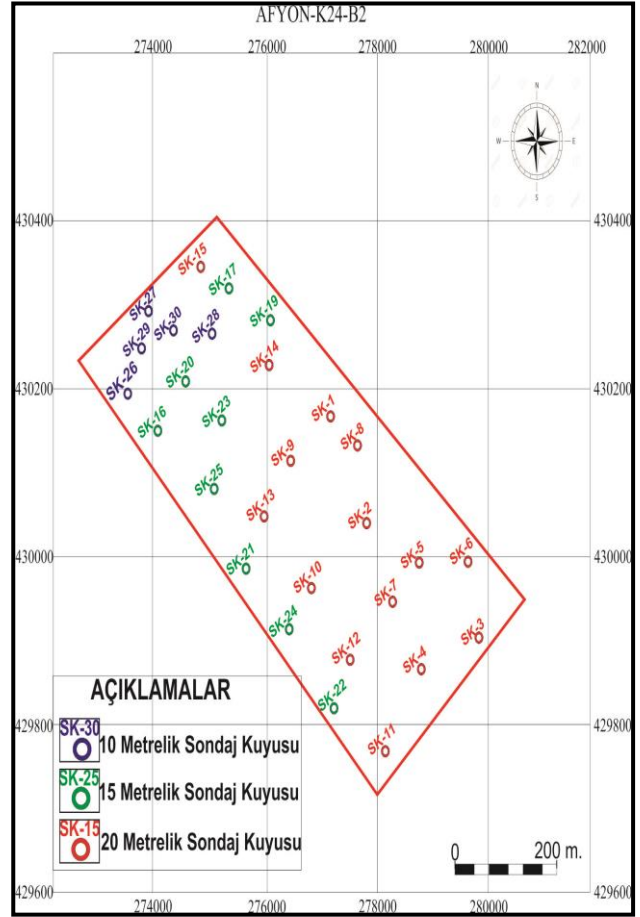 AFYON-K24-B2
274000 276000 278000 280000 282000
N
W E
S
430400 430400
SK-15
SK-17
SK-27
SK-19
SK-30
SK-28
SK-29
SK-14
SK-20
SK-26
430200 430200
SK-23
SK-1
SK-16
SK-8
SK-9
SK-25
SK-13
SK-2
430000 430000
SK-5
SK-6
SK-21
SK-10
SK-7
SK-24
SK-3
SK-12
SK-4
SK-22
429800 429800
SK-11
AÇIKLAMALAR
SK-30 10 Metrelik Sondaj Kuyusu
SK-25 15 Metrelik Sondaj Kuyusu
SK-15 20 Metrelik Sondaj Kuyusu
0 200 m.
429600 429600
274000 276000 278000 280000